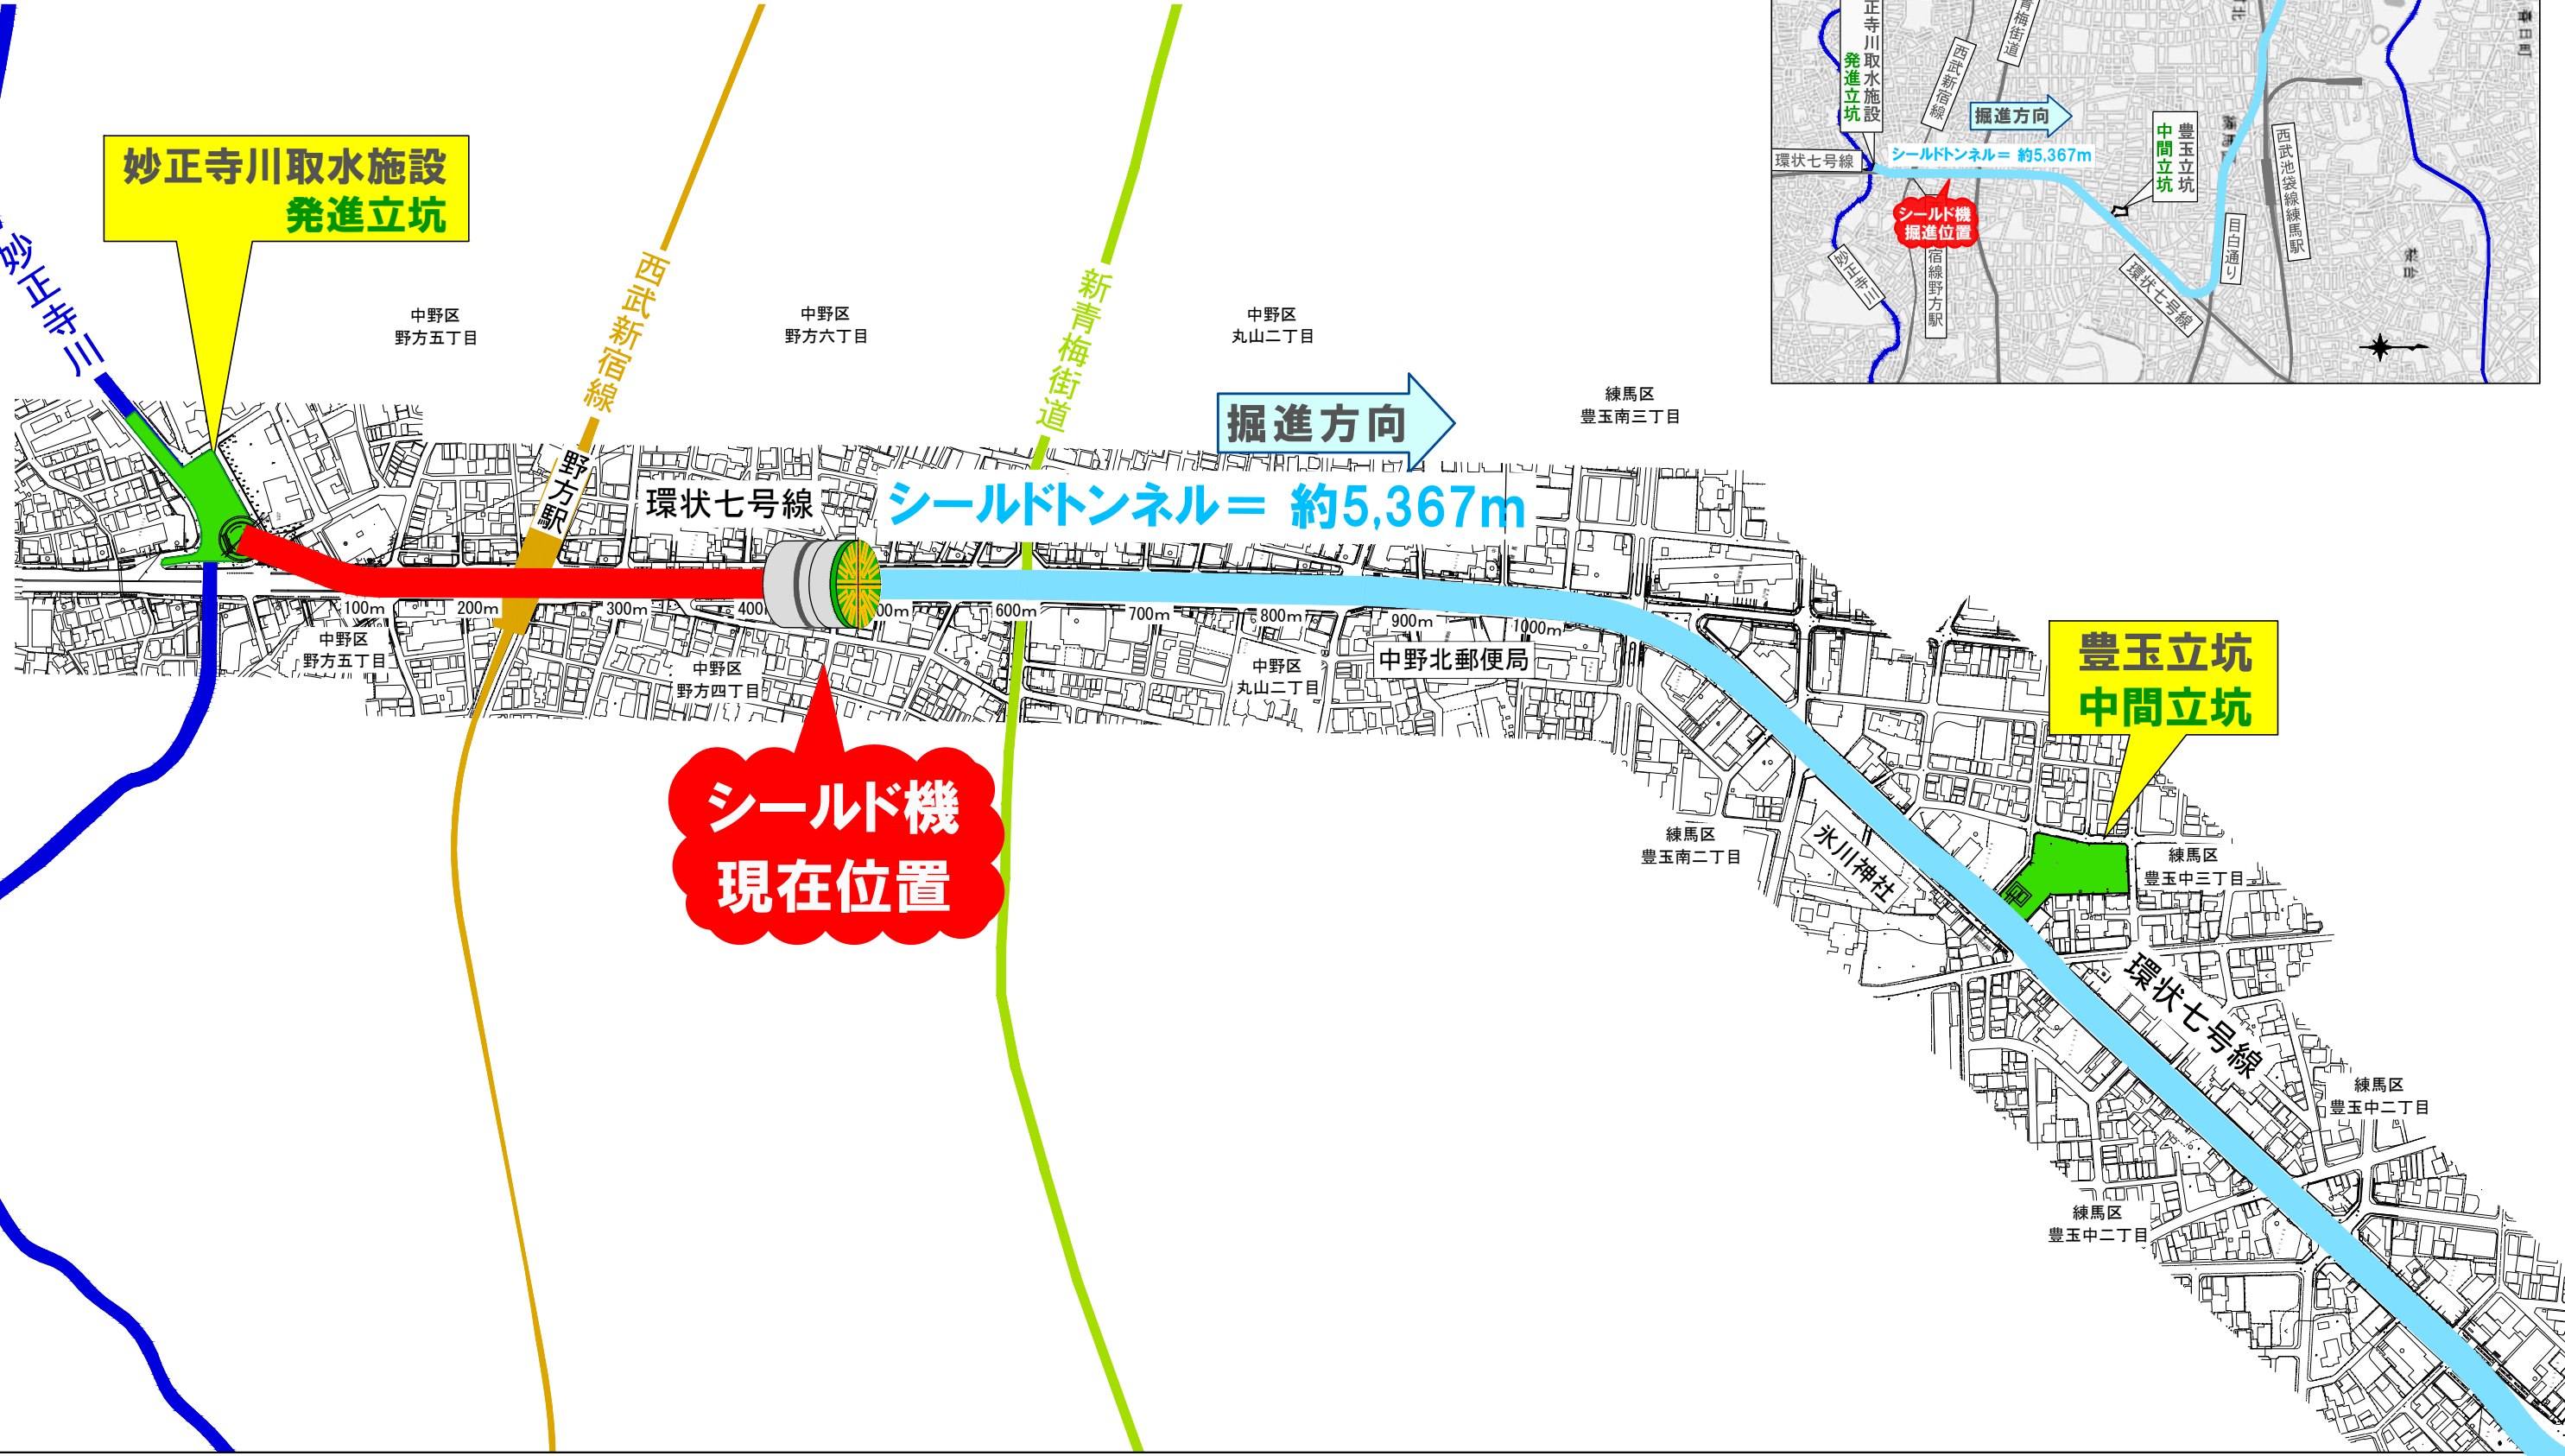 妙正寺川取水施設
発進立坑
妙正寺川
中野区
野方五丁目
西武新宿線
中野区
野方六丁目
新青梅街道
中野区
丸山二丁目
掘進方向
練馬区
豊玉南三丁目
野方駅
環状七号線
シールドトンネル＝ 約5,367m
100m
200m
300m
600m
700m
800m
900m
1000m
中野区
野方五丁目
中野区
野方四丁目
中野区
丸山二丁目
中野北郵便局
シールド機
現在位置
豊玉立坑
中間立坑
練馬区
豊玉南二丁目
氷川神社
練馬区
豊玉中三丁目
環状七号線
練馬区
豊玉中二丁目
練馬区
豊玉中二丁目
正寺川取水施設
発進立坑
西武新宿線
青梅街道
掘進方向
環状七号線
シールドトンネル＝ 約5,367m
シールド機
掘進位置
宿線野方駅
妙正寺川
豊玉立坑
中間立坑
目白通り
西武池袋線練馬駅
環状七号線
春日町